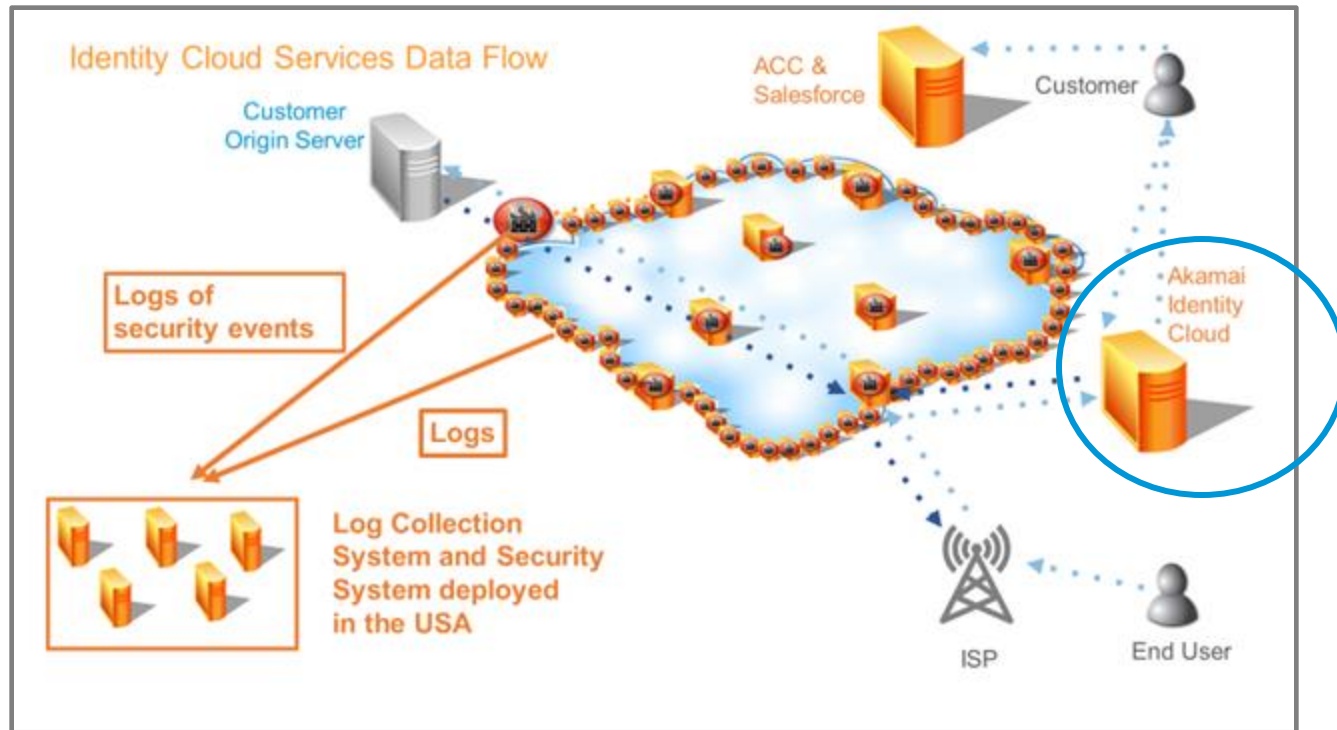 Identity Cloud Services Data Flow
Customer
Origin Server
ACC &
Salesforce
Customer
Akamai
Identity
Cloud
Logs of
security events
Logs
Log Collection
System and Security
System deployed
in the USA
ISP
End User